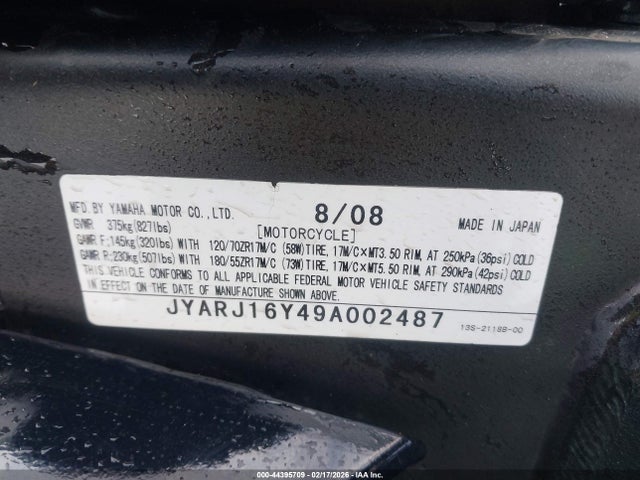 MFD BY YAMAHA MOTOR CO.,LTD. 8/08 MADE IN JAPAN
GVWR 375kg(827lbs) [MOTORCYCLE]
GAWR F:145kg(320lbs)WITH 120/70ZR17M/C (58W)TIRE, 17M/C×MT3.50 RIM, AT 250kPa(36psi)COLD
GAWR R:230kg(507lbs)WITH 180/55ZR17M/C (73W)TIRE, 17M/C×MT5.50 RIM, AT 290kPa(42psi)COLD
THIS VEHICLE CONFORMS TO ALL APPLICABLE FEDERAL MOTOR VEHICLE SAFETY STANDARDS
IN EFFECT ON THE DATE OF MANUFACTURE SHOWN ABOVE.
JYARJ16Y49A002487
13S-21188-00
000-44395709 - 02/17/2026 - IAAI.COM